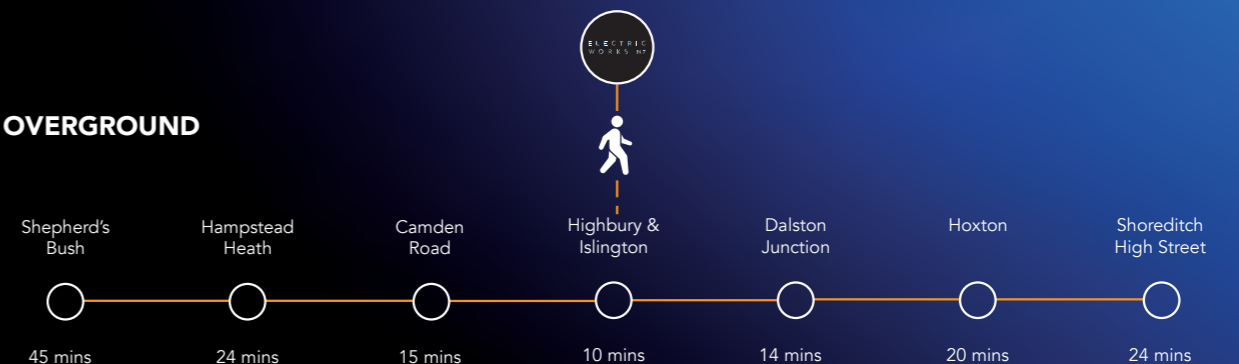 ELECTRIC
WORKS
OVERGROUND
Shepherd's
Bush
Hampstead
Heath
Camden
Road
Highbury &
Islington
Dalston
Junction
Hoxton
Shoreditch
High Street
45 mins
24 mins
15 mins
10 mins
14 mins
20 mins
24 mins